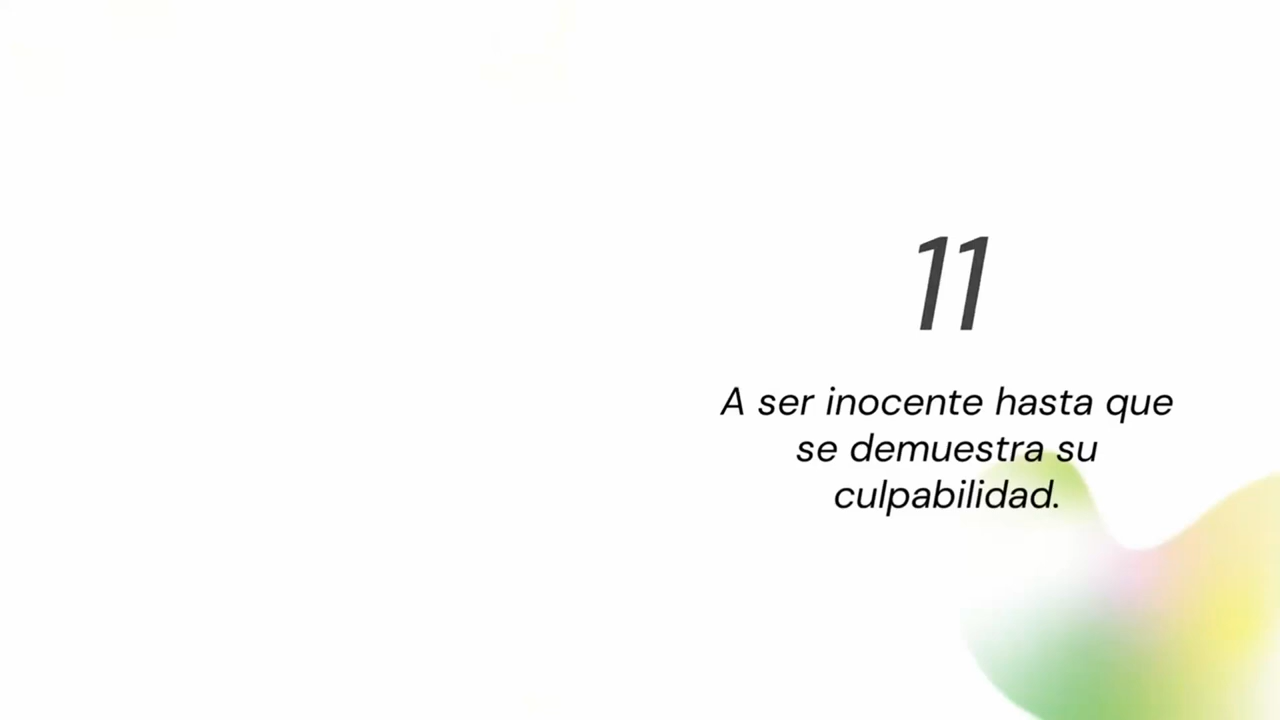 11
A ser inocente hasta que
se demuestra su
culpabilidad.